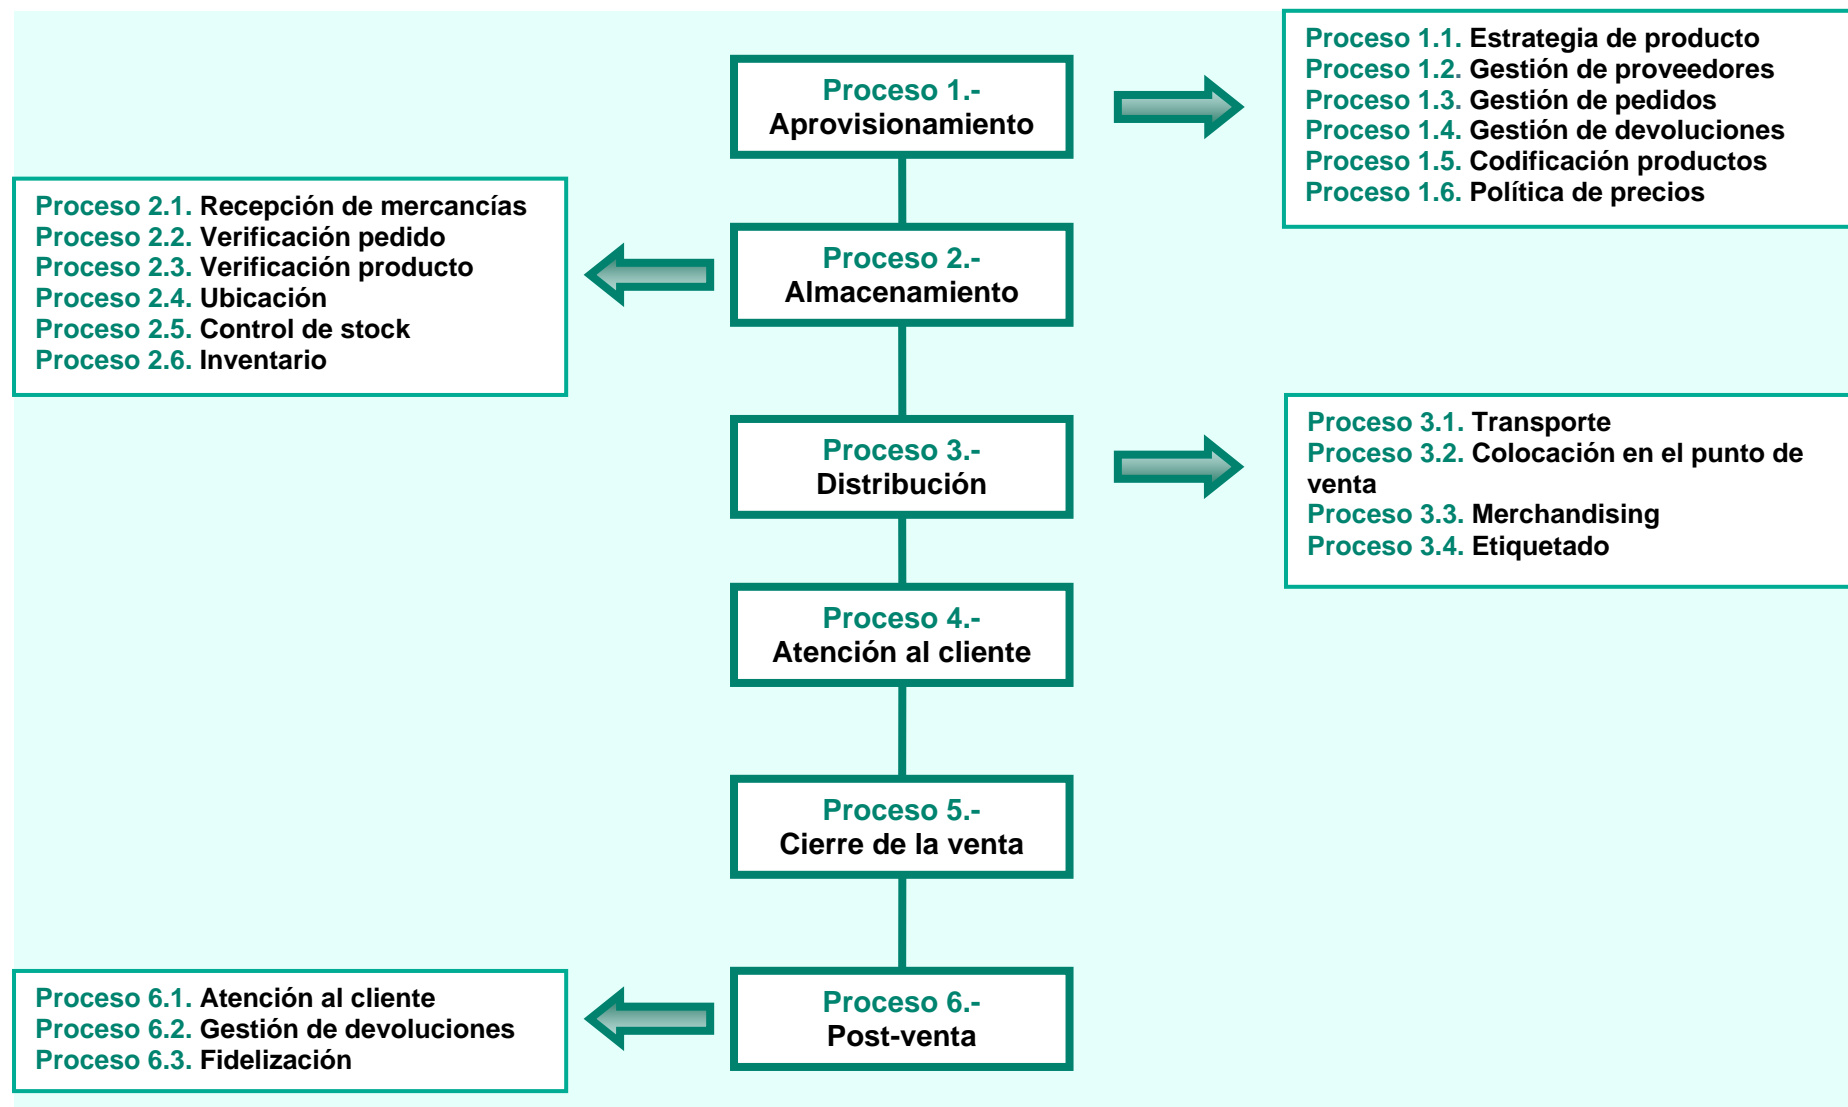 Proceso 1.-
Aprovisionamiento
Proceso 1.1. Estrategia de producto
Proceso 1.2. Gestión de proveedores
Proceso 1.3. Gestión de pedidos
Proceso 1.4. Gestión de devoluciones
Proceso 1.5. Codificación productos
Proceso 1.6. Política de precios
Proceso 2.-
Almacenamiento
Proceso 2.1. Recepción de mercancías
Proceso 2.2. Verificación pedido
Proceso 2.3. Verificación producto
Proceso 2.4. Ubicación
Proceso 2.5. Control de stock
Proceso 2.6. Inventario
Proceso 3.-
Distribución
Proceso 3.1. Transporte
Proceso 3.2. Colocación en el punto de
venta
Proceso 3.3. Merchandising
Proceso 3.4. Etiquetado
Proceso 4.-
Atención al cliente
Proceso 5.-
Cierre de la venta
Proceso 6.-
Post-venta
Proceso 6.1. Atención al cliente
Proceso 6.2. Gestión de devoluciones
Proceso 6.3. Fidelización